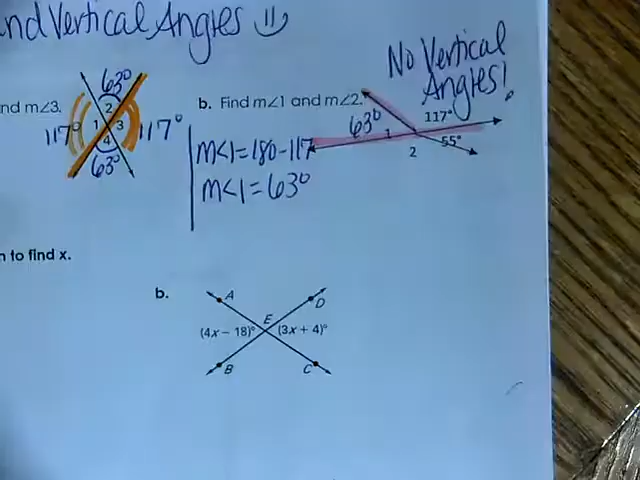 nd Vertical Angles
No Vertical
Angles!
nd m∠3.
63°
2
1
3
4
117°
117°
63°
b. Find m∠1 and m∠2.
63°
117°
1
55°
2
m<1=180-117
m<1=63°
n to find x.
b.
A
D
E
(4x − 18)°
(3x + 4)°
B
C